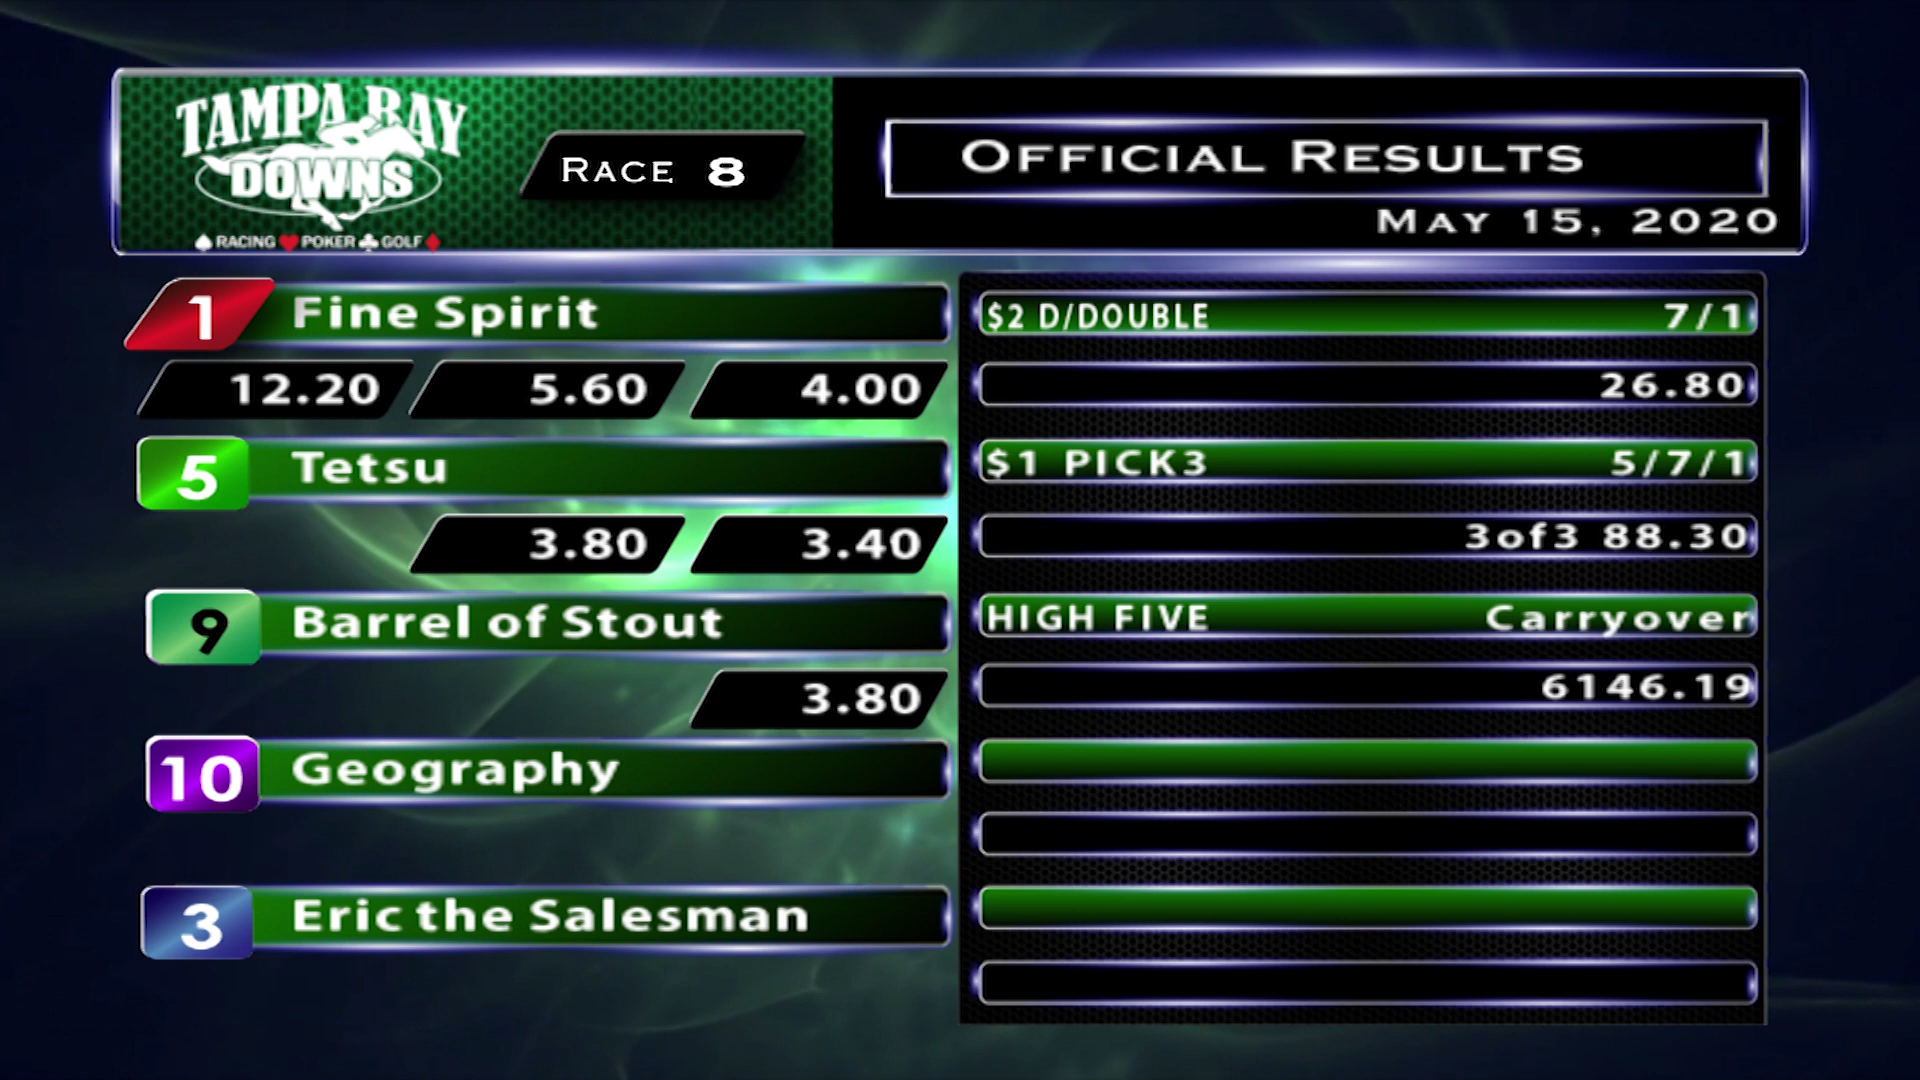 TAMPA BAY
DOWNS
RACING POKER GOLF
RACE 8
OFFICIAL RESULTS
MAY 15, 2020
1 Fine Spirit
12.20 5.60 4.00
5 Tetsu
3.80 3.40
9 Barrel of Stout
3.80
10 Geography
3 Eric the Salesman
$2 D/DOUBLE 7/1
26.80
$1 PICK3 5/7/1
3of3 88.30
HIGH FIVE Carryover
6146.19